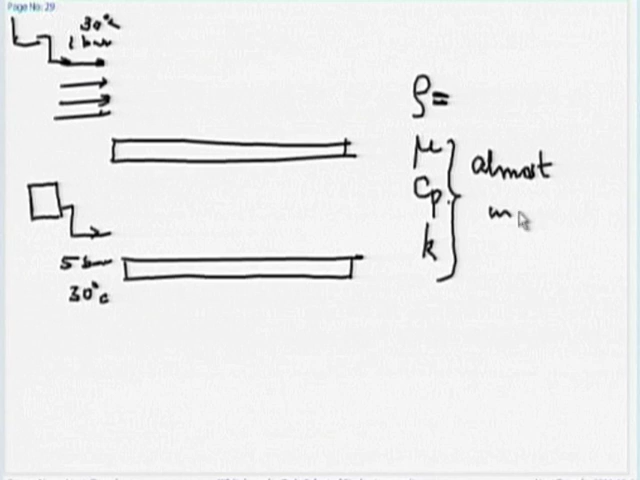 Page No: 29
30°c
1 bar
ρ=
μ
Cp
k
almost
5 bar
30°c